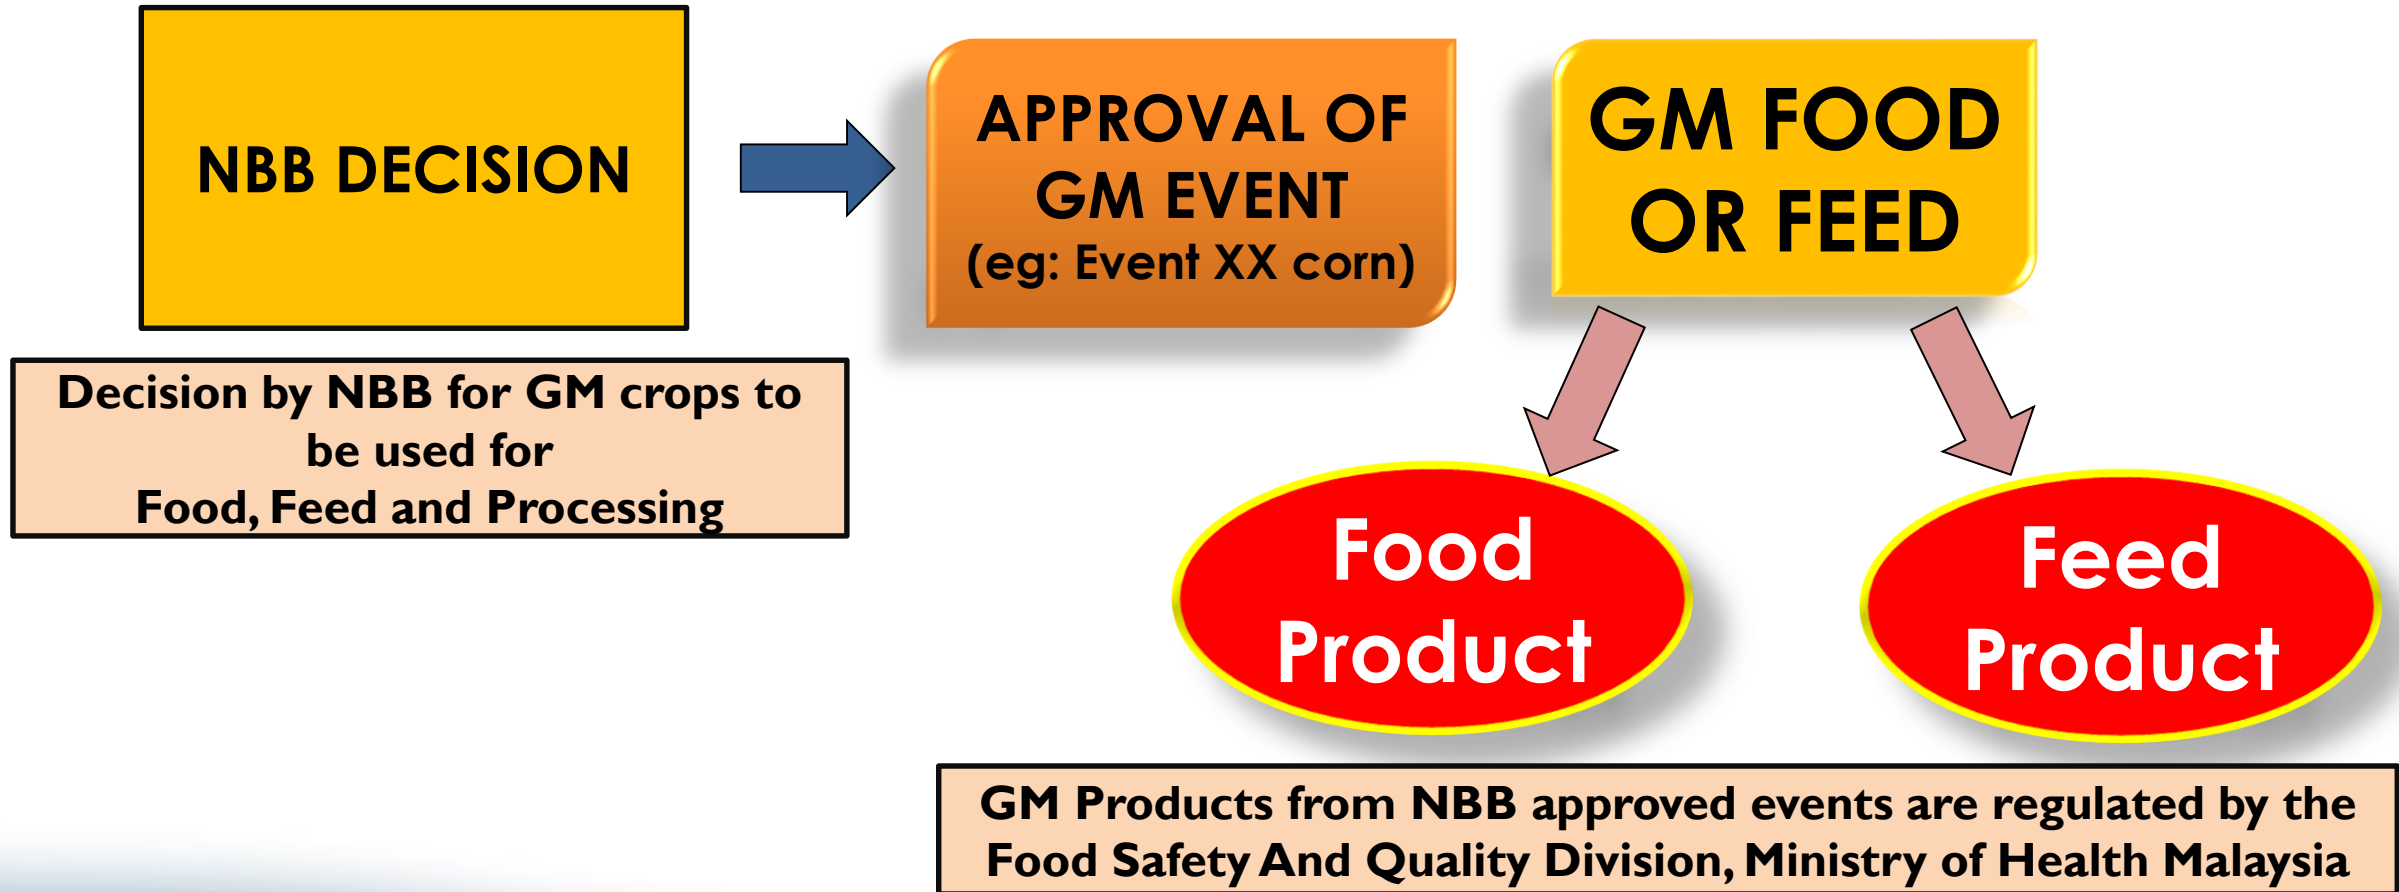 NBB DECISION
Decision by NBB for GM crops to
be used for
Food, Feed and Processing
APPROVAL OF
GM EVENT
(eg: Event XX corn)
GM FOOD
OR FEED
Food
Product
Feed
Product
GM Products from NBB approved events are regulated by the
Food Safety And Quality Division, Ministry of Health Malaysia